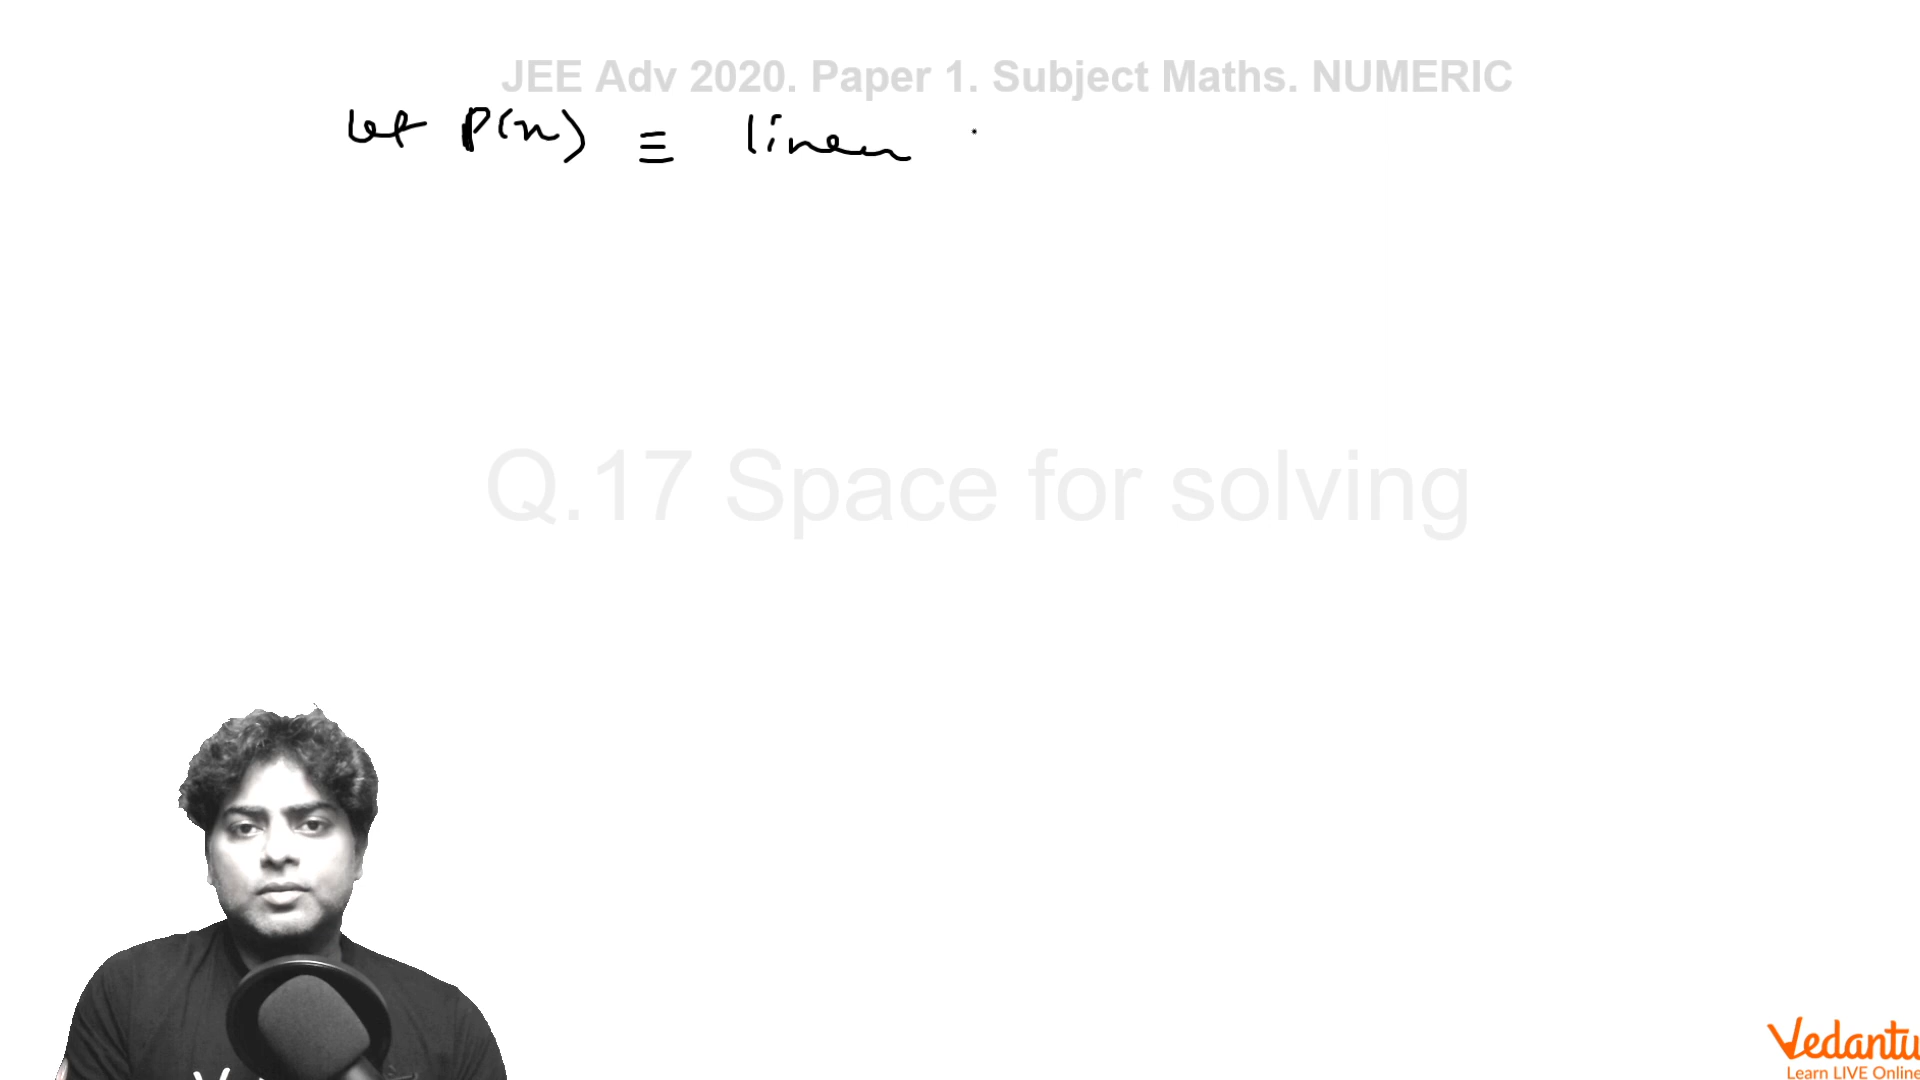 JEE Adv 2020. Paper 1. Subject Maths. NUMERIC
let P(x) ≡ linear
Q.17 Space for solving
Vedantu
Learn LIVE Online